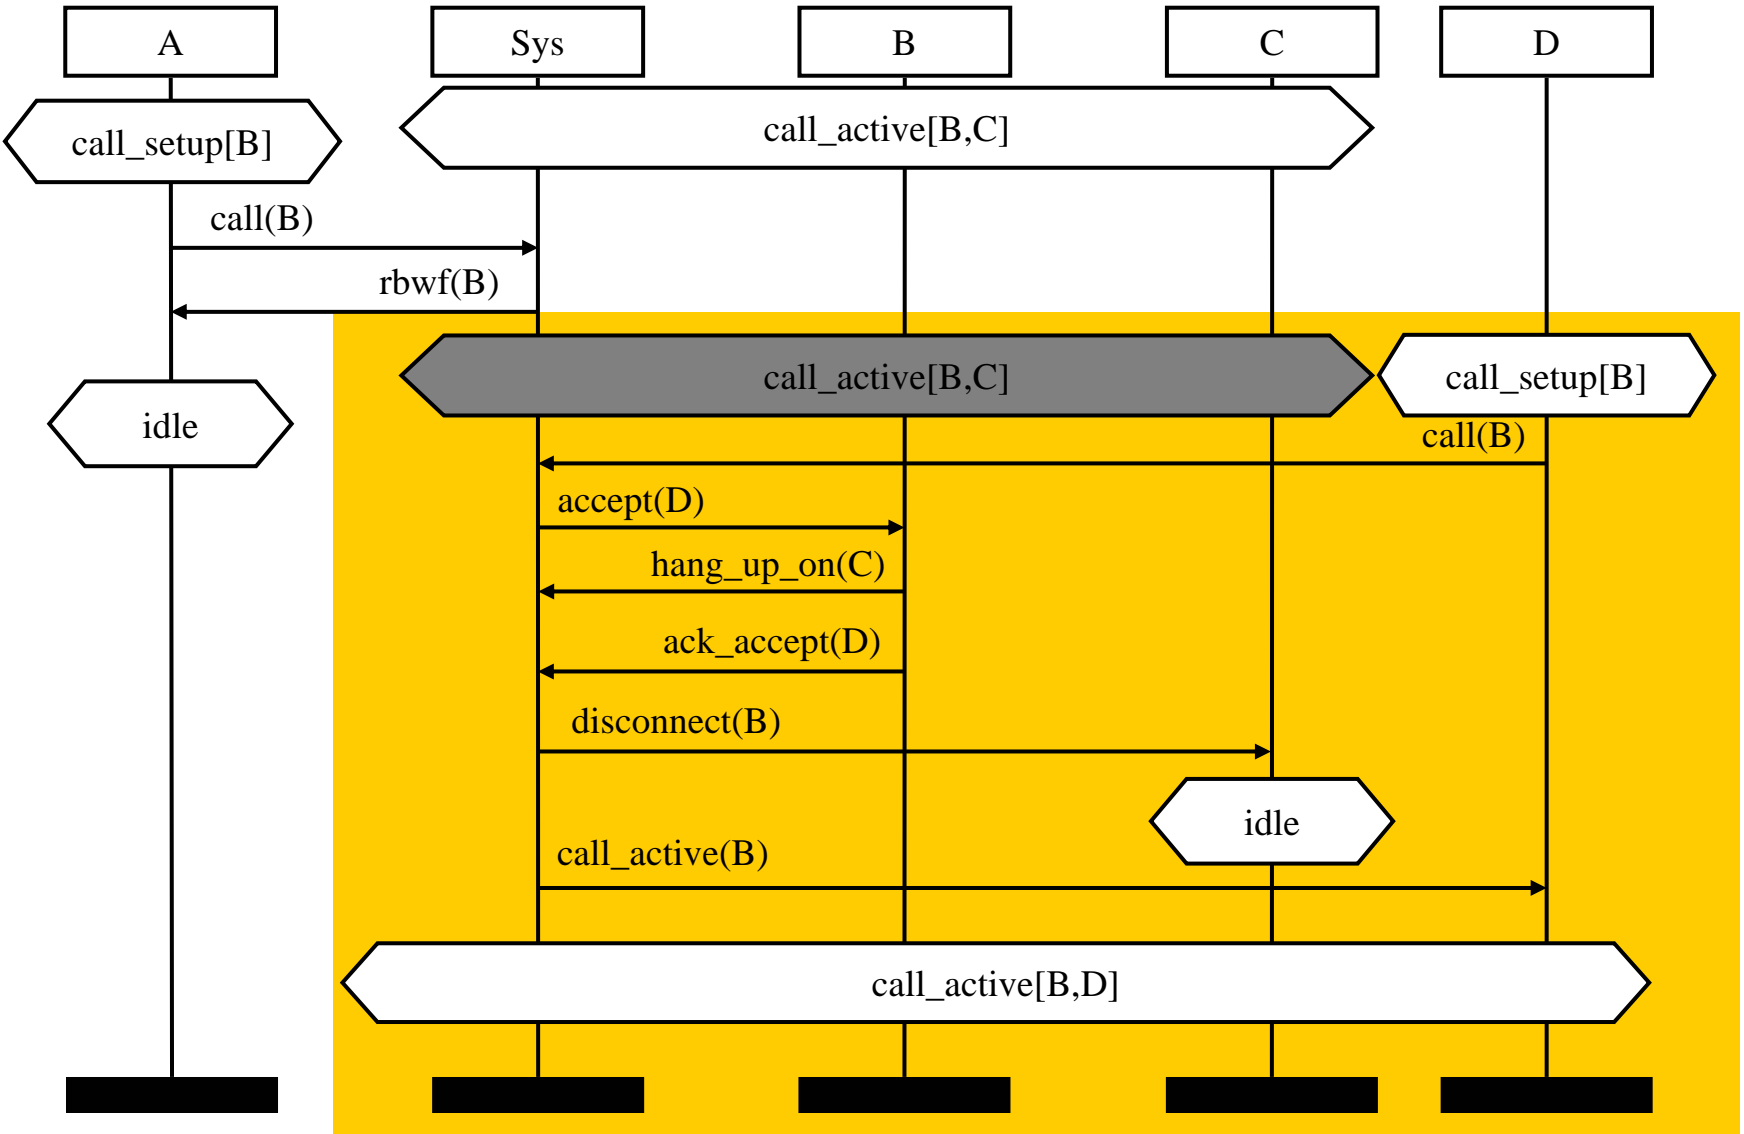 A
Sys
B
C
D
call_setup[B]
call_active[B,C]
call(B)
rbwf(B)
call_active[B,C]
call_setup[B]
idle
call(B)
accept(D)
hang_up_on(C)
ack_accept(D)
disconnect(B)
idle
call_active(B)
call_active[B,D]